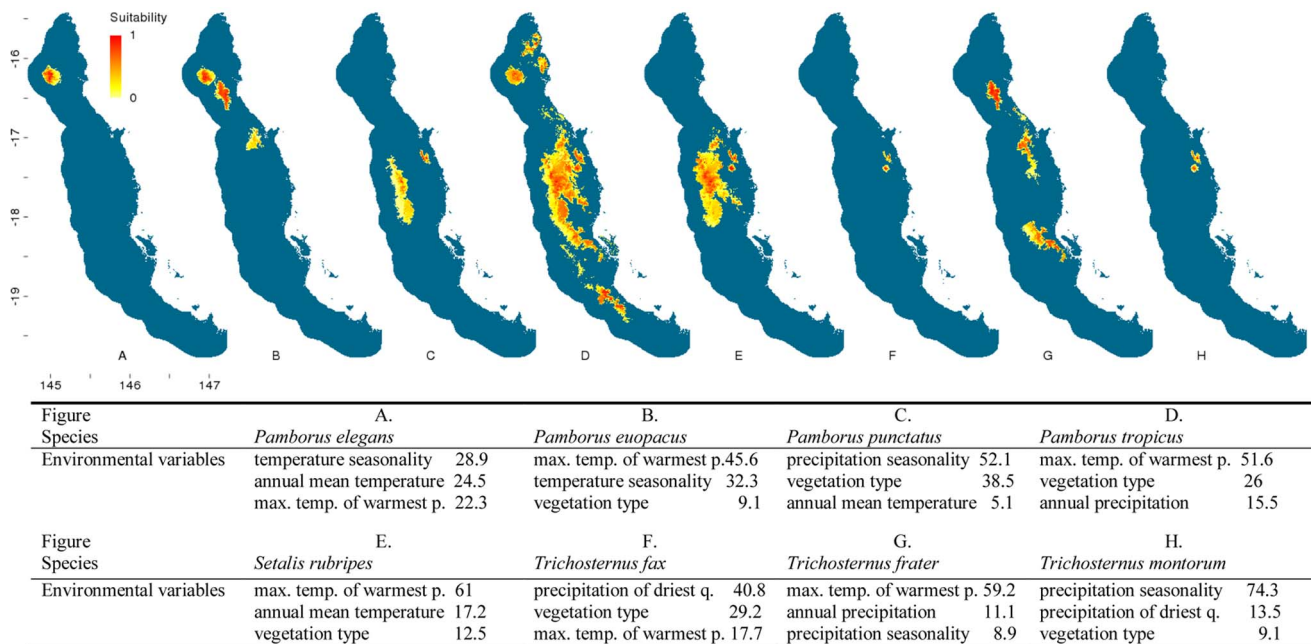 Suitability
1
0
-16
-17
-18
-19
A
B
C
D
E
F
G
H
145
146
147
Figure A. B. C. D.
Species Pamborus elegans Pamborus euopacus Pamborus punctatus Pamborus tropicus
Environmental variables temperature seasonality 28.9 max. temp. of warmest p.45.6 precipitation seasonality 52.1 max. temp. of warmest p. 51.6
annual mean temperature 24.5 temperature seasonality 32.3 vegetation type 38.5 vegetation type 26
max. temp. of warmest p. 22.3 vegetation type 9.1 annual mean temperature 5.1 annual precipitation 15.5
Figure E. F. G. H.
Species Setalis rubripes Trichosternus fax Trichosternus frater Trichosternus montorum
Environmental variables max. temp. of warmest p. 61 precipitation of driest q. 40.8 max. temp. of warmest p. 59.2 precipitation seasonality 74.3
annual mean temperature 17.2 vegetation type 29.2 annual precipitation 11.1 precipitation of driest q. 13.5
vegetation type 12.5 max. temp. of warmest p. 17.7 precipitation seasonality 8.9 vegetation type 9.1